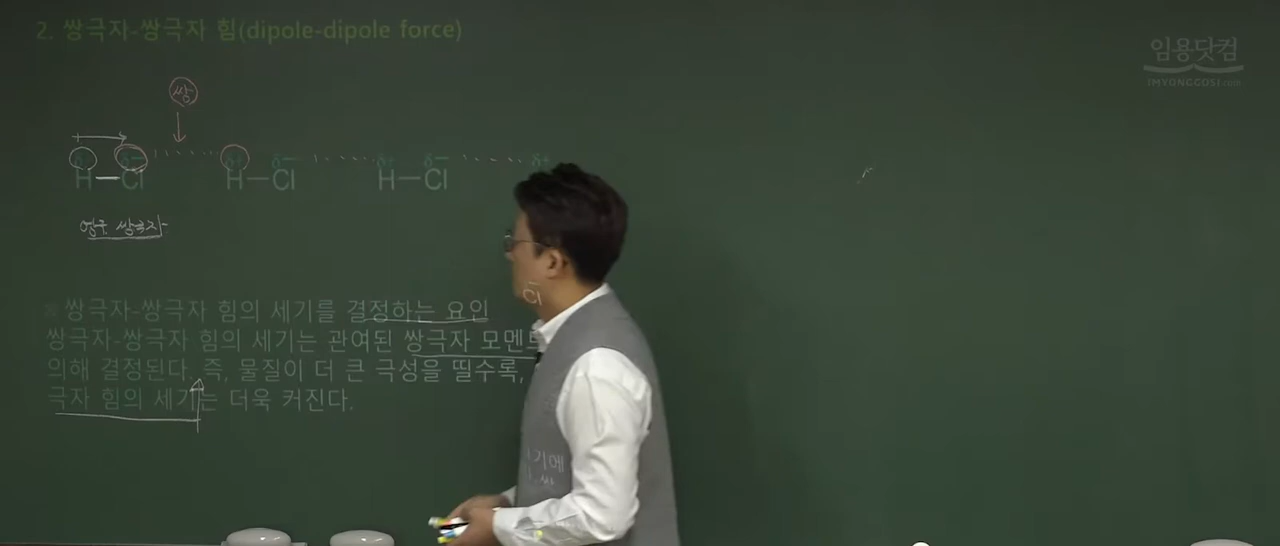 2. 쌍극자-쌍극자 힘(dipole-dipole force)
임용닷컴
IMYONGGOSI.com
쌍
δ+ δ- δ+ δ- δ+ δ- δ+
H-Cl H-Cl H-Cl
영구 쌍극자
Cl
쌍극자-쌍극자 힘의 세기를 결정하는 요인
쌍극자-쌍극자 힘의 세기는 관여된 쌍극자 모멘트
의해 결정된다. 즉, 물질이 더 큰 극성을 띨수록,
극자 힘의 세기는 더욱 커진다.
기에
쌍